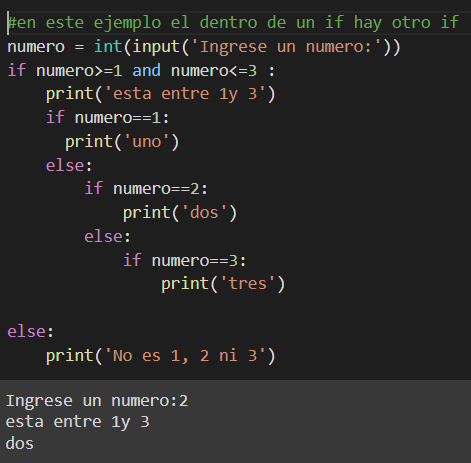 #en este ejemplo el dentro de un if hay otro if
numero = int(input('Ingrese un numero:'))
if numero>=1 and numero<=3 :
    print('esta entre 1y 3')
    if numero==1:
      print('uno')
    else:
        if numero==2:
            print('dos')
        else:
            if numero==3:
                print('tres')
else:
    print('No es 1, 2 ni 3')
Ingrese un numero:2
esta entre 1y 3
dos